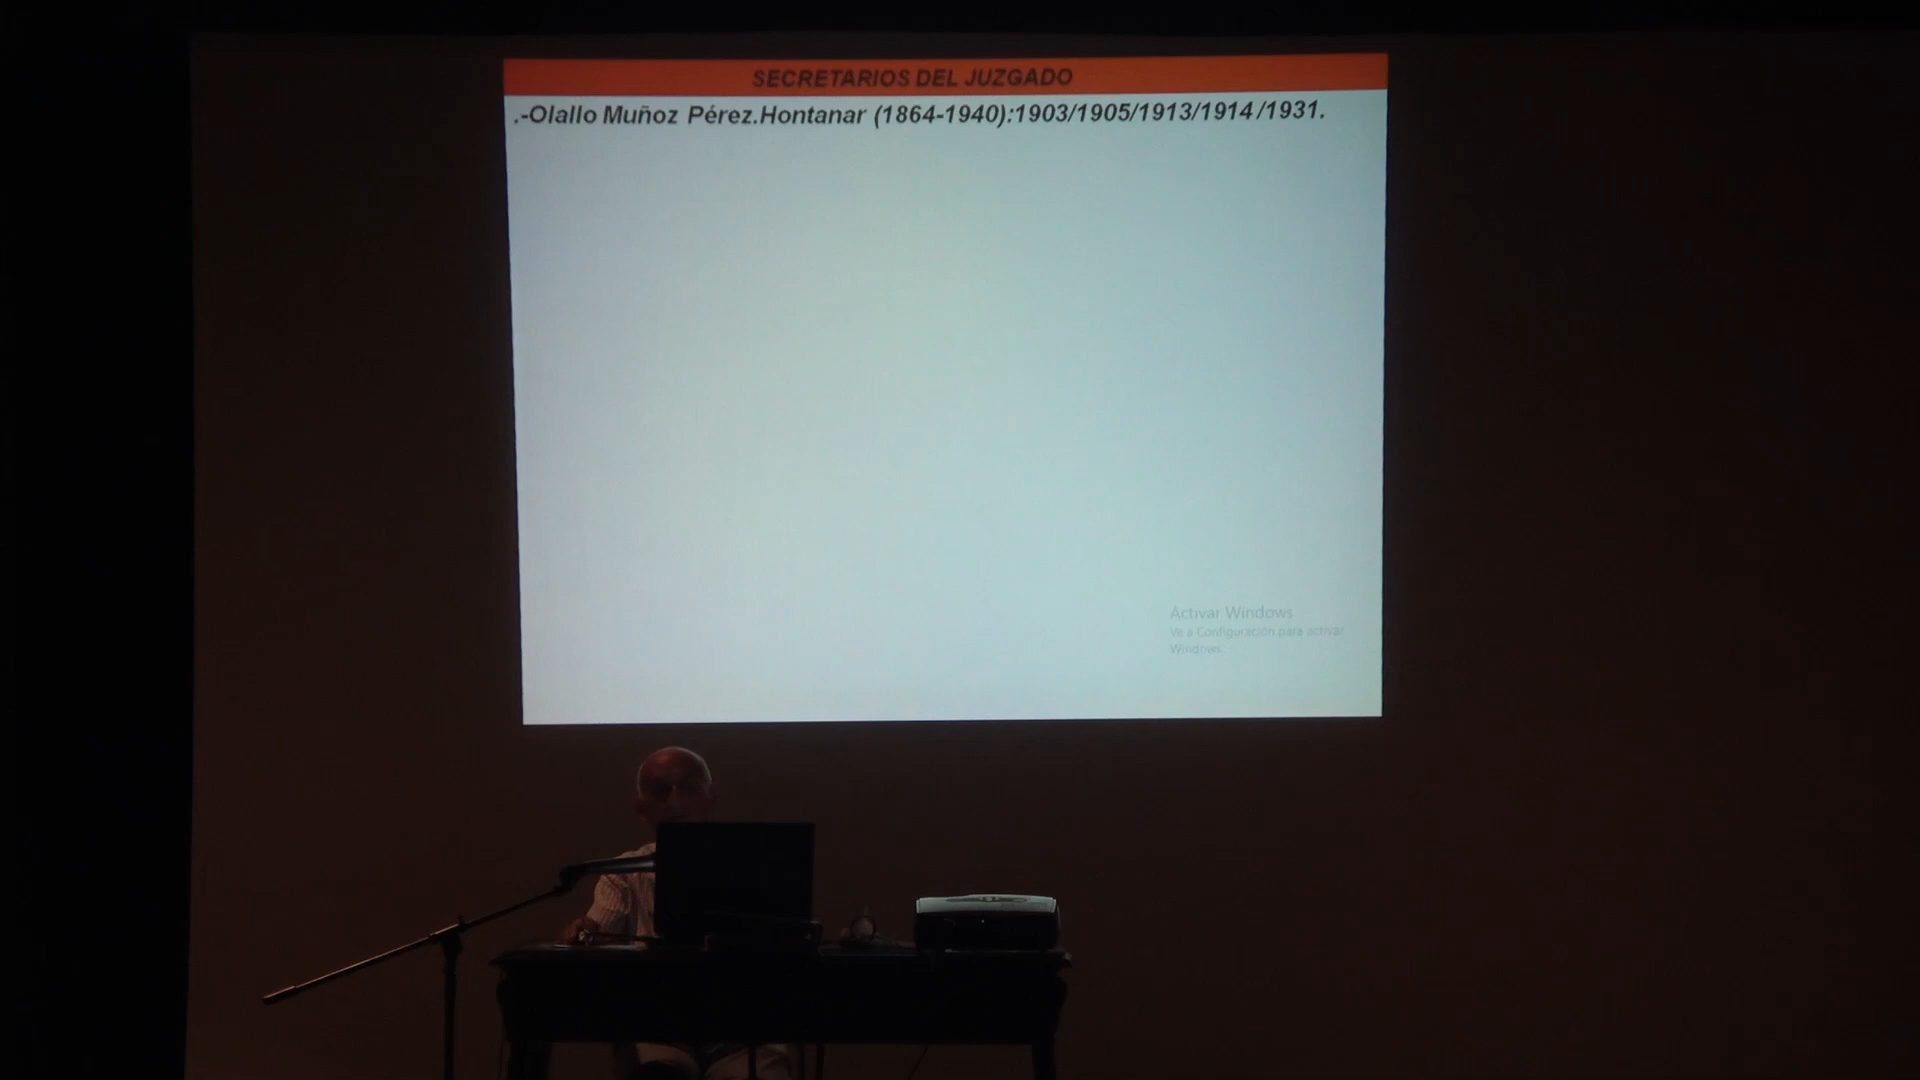 SECRETARIOS DEL JUZGADO
.-Olallo Muñoz Pérez.Hontanar (1864-1940):1903/1905/1913/1914/1931.
Activar Windows
Ve a Configuración para activar
Windows.